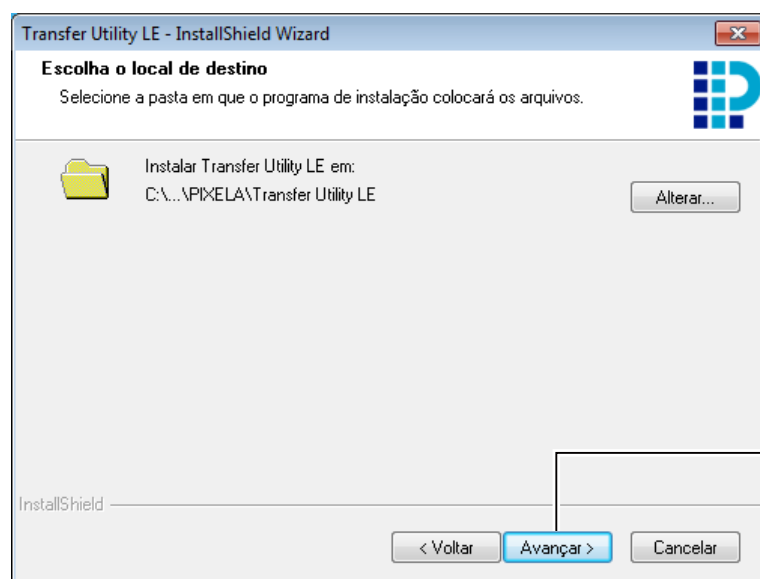 Transfer Utility LE - InstallShield Wizard
Escolha o local de destino
Selecione a pasta em que o programa de instalação colocará os arquivos.
Instalar Transfer Utility LE em:
C:\...\PIXELA\Transfer Utility LE
Alterar...
InstallShield
< Voltar
Avançar >
Cancelar